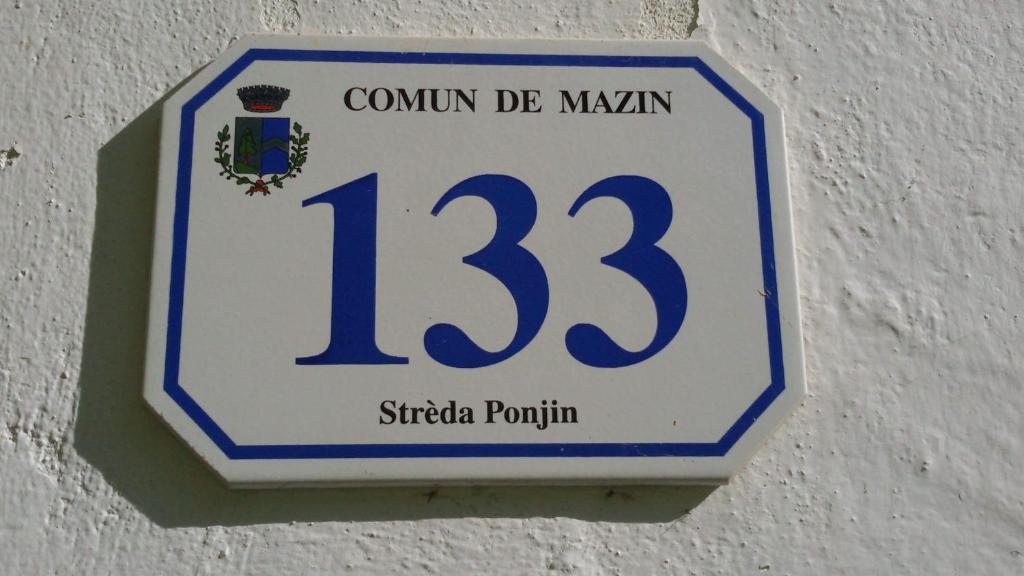 COMUN DE MAZIN
133
Strèda Ponjin